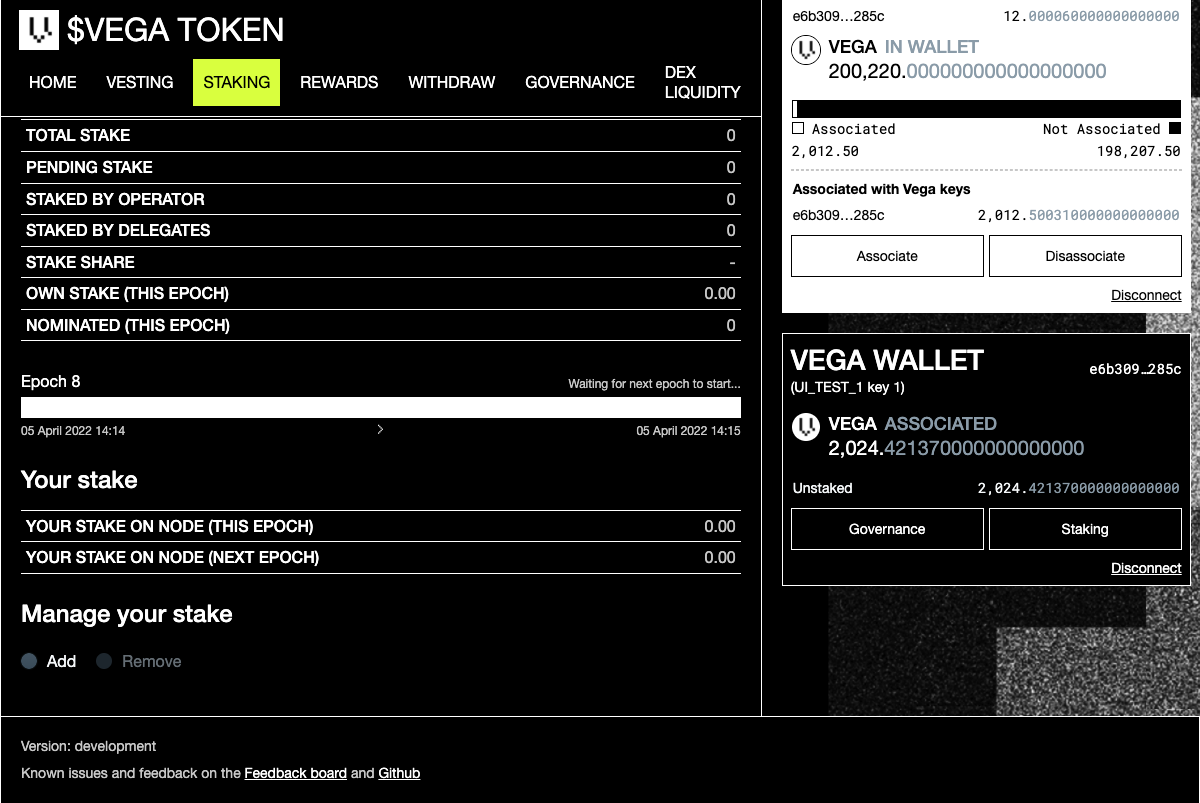 $VEGA TOKEN
HOME VESTING STAKING REWARDS WITHDRAW GOVERNANCE DEX LIQUIDITY
TOTAL STAKE 0
PENDING STAKE 0
STAKED BY OPERATOR 0
STAKED BY DELEGATES 0
STAKE SHARE -
OWN STAKE (THIS EPOCH) 0.00
NOMINATED (THIS EPOCH) 0
Epoch 8 Waiting for next epoch to start...
05 April 2022 14:14 05 April 2022 14:15
Your stake
YOUR STAKE ON NODE (THIS EPOCH) 0.00
YOUR STAKE ON NODE (NEXT EPOCH) 0.00
Manage your stake
Add Remove
e6b309...285c 12.000060000000000000
VEGA IN WALLET
200,220.000000000000000000
Associated Not Associated
2,012.50 198,207.50
Associated with Vega keys
e6b309...285c 2,012.500310000000000000
Associate Disassociate
Disconnect
VEGA WALLET e6b309…285c
(UI_TEST_1 key 1)
VEGA ASSOCIATED
2,024.421370000000000000
Unstaked 2,024.421370000000000000
Governance Staking
Disconnect
Version: development
Known issues and feedback on the Feedback board and Github